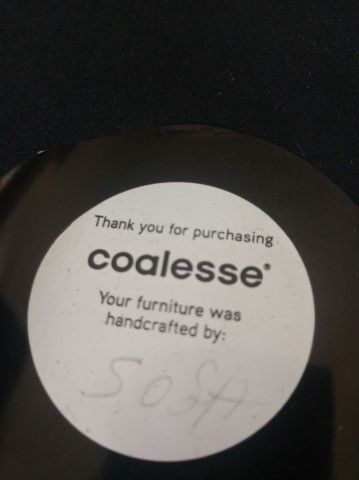 Thank you for purchasing
coalesse®
Your furniture was
handcrafted by: